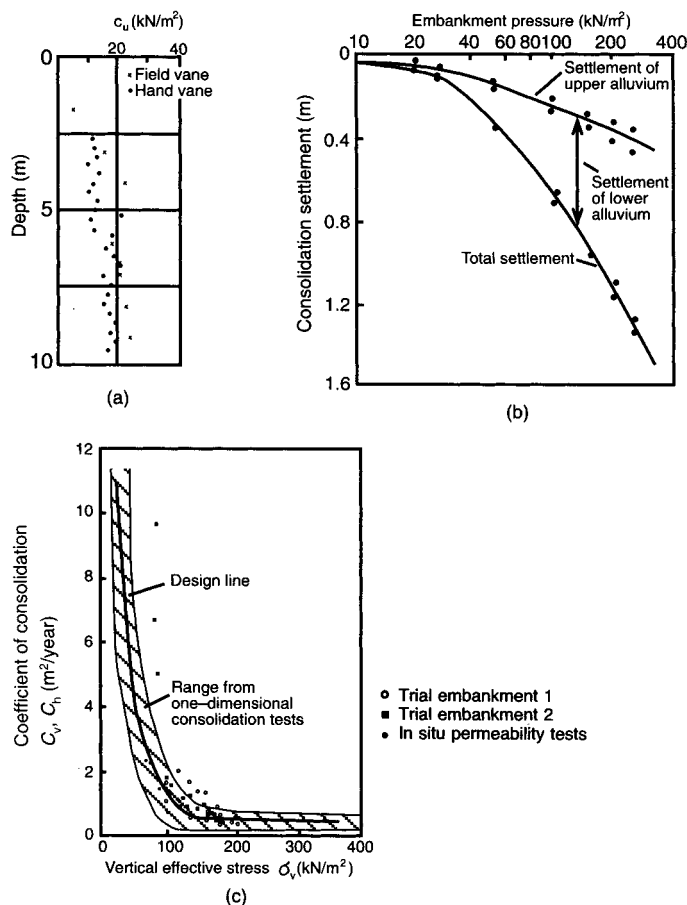 c_u (kN/m²)
0 20 40
× Field vane
• Hand vane
Depth (m)
0
5
10
(a)
Embankment pressure (kN/m²)
10 20 40 60 80 100 200 400
Consolidation settlement (m)
0
0.4
0.8
1.2
1.6
Settlement of
upper alluvium
Settlement
of lower
alluvium
Total settlement
(b)
Coefficient of consolidation
C_v, C_h (m²/year)
12
10
8
6
4
2
0
Design line
Range from
one–dimensional
consolidation tests
0 100 200 300 400
Vertical effective stress σ_v (kN/m²)
(c)
Trial embankment 1
Trial embankment 2
In situ permeability tests